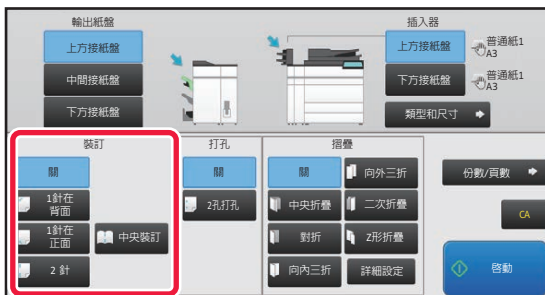 輸出紙盤
插入器
上方接紙盤
中間接紙盤
下方接紙盤
上方接紙盤
普通紙1
A3
下方接紙盤
普通紙1
A3
類型和尺寸
裝訂
關
1針在
背面
1針在
正面
2 針
中央裝訂
打孔
關
2孔打孔
摺疊
關
中央折疊
對折
向內三折
向外三折
二次折疊
Z形折疊
詳細設定
份數/頁數
CA
啓動